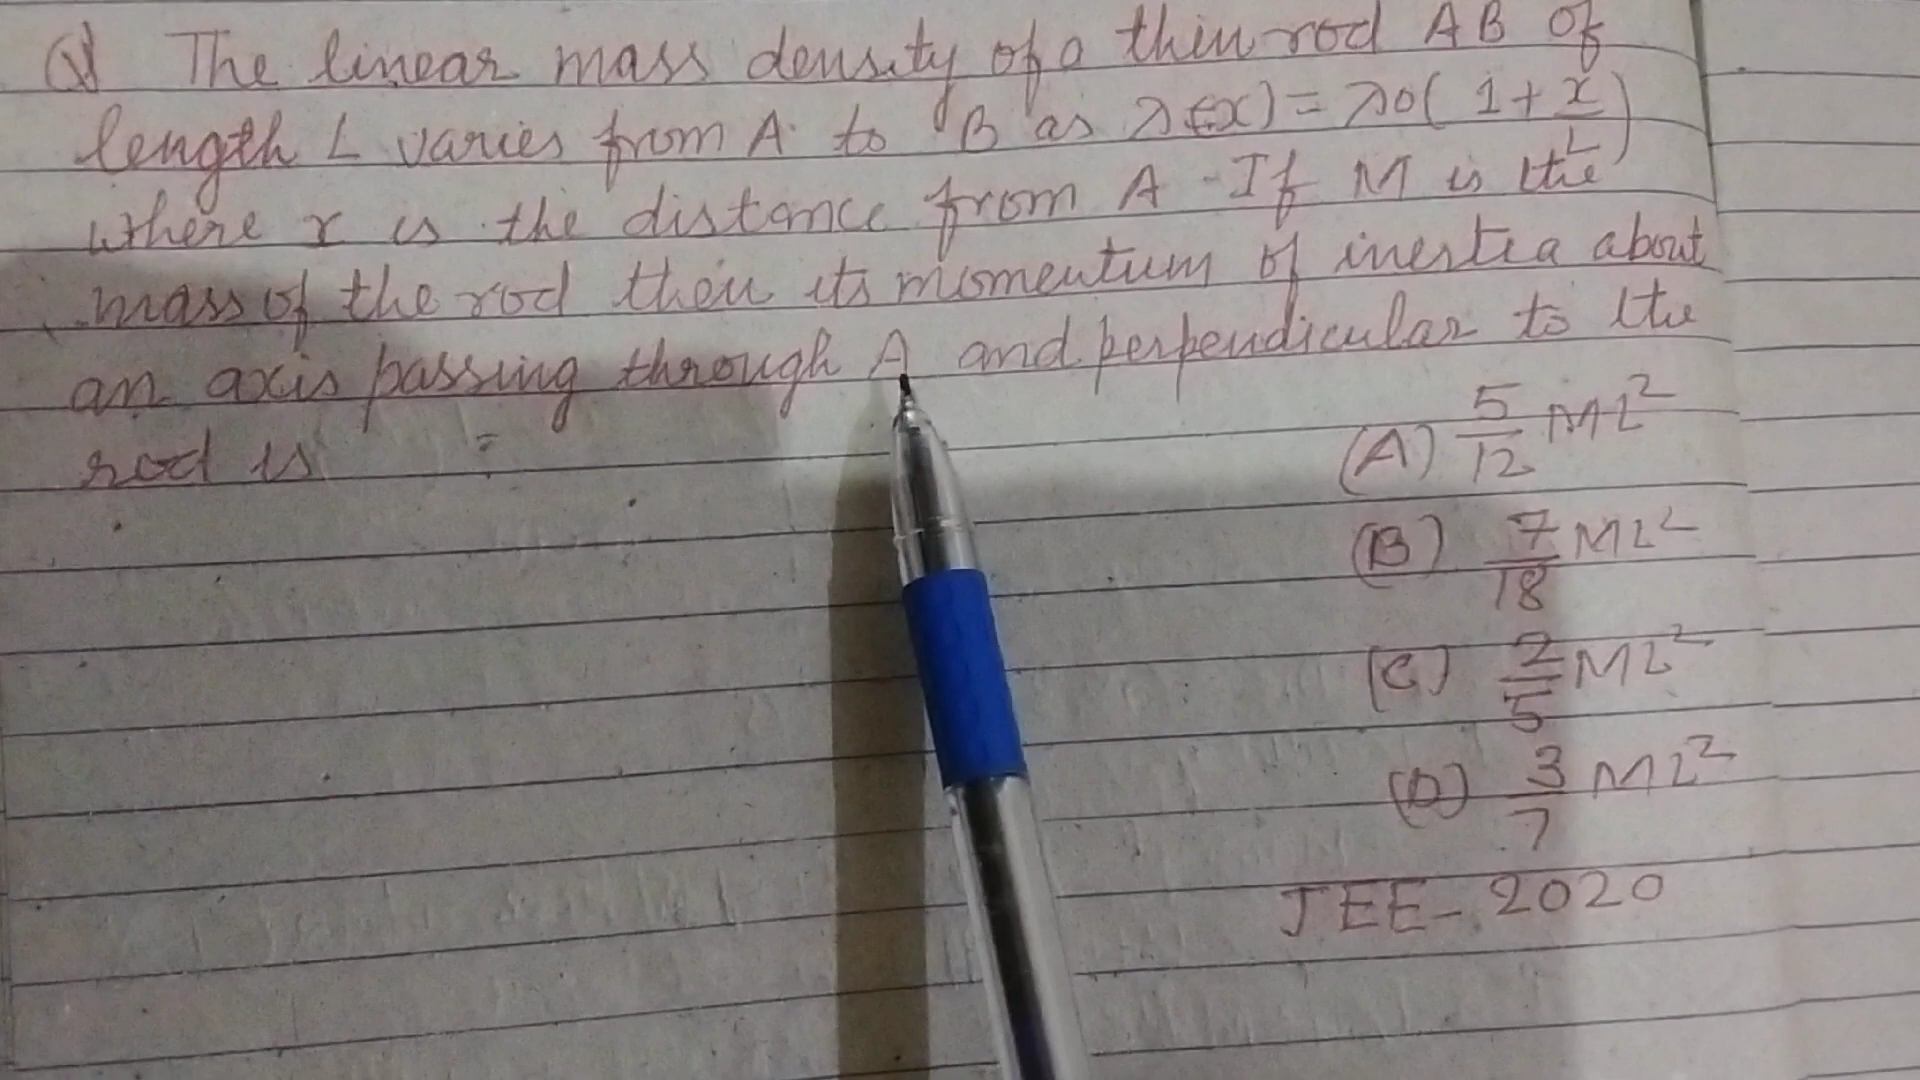 Q The linear mass density of a thin rod AB of
length L varies from A to B as λ(x) = λ0( 1 + x/L )
where x is the distance from A. If M is the
mass of the rod then its momentum of inertia about
an axis passing through A and perpendicular to the
rod is =
(A) 5/12 ML²
(B) 7/18 ML²
(C) 2/5 ML²
(D) 3/7 ML²
JEE - 2020